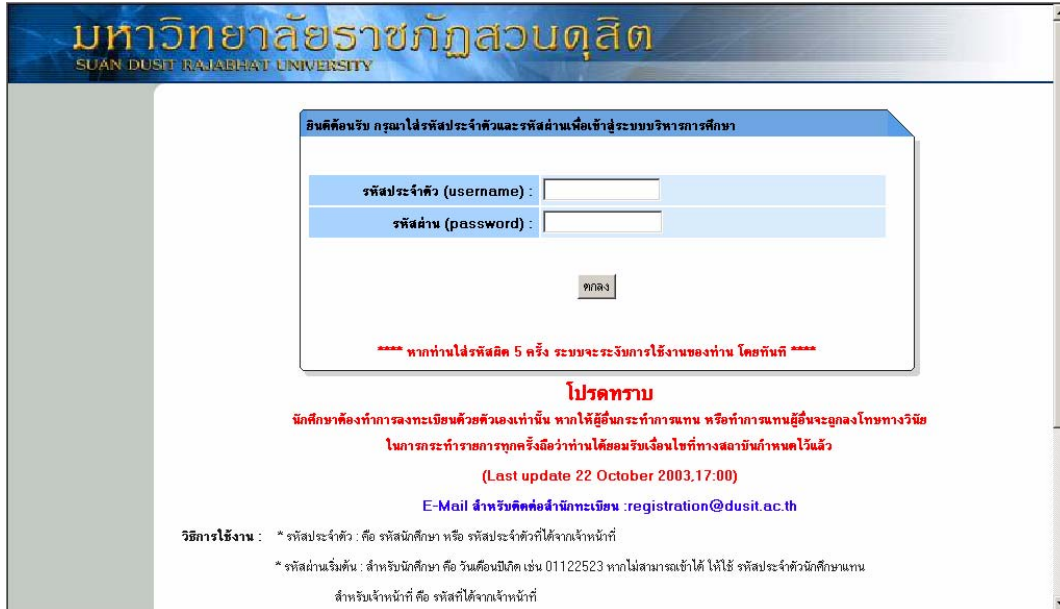 มหาวิทยาลัยราชภัฏสวนดุสิต
SUAN DUSIT RAJABHAT UNIVERSITY
ยินดีต้อนรับ กรุณาใส่รหัสประจำตัวและรหัสผ่านเพื่อเข้าสู่ระบบบริหารการศึกษา
รหัสประจำตัว (username) :
รหัสผ่าน (password) :
ตกลง
**** หากท่านใส่รหัสผิด 5 ครั้ง ระบบจะระงับการใช้งานของท่าน โดยทันที ****
โปรดทราบ
นักศึกษาต้องทำการลงทะเบียนด้วยตัวเองเท่านั้น หากให้ผู้อื่นกระทำการแทน หรือทำการแทนผู้อื่นจะถูกลงโทษทางวินัย
ในการกระทำรายการทุกครั้งถือว่าท่านได้ยอมรับเงื่อนไขที่ทางสถาบันกำหนดไว้แล้ว
(Last update 22 October 2003,17:00)
E-Mail สำหรับติดต่อสำนักทะเบียน :registration@dusit.ac.th
วิธีการใช้งาน : * รหัสประจำตัว : คือ รหัสนักศึกษา หรือ รหัสประจำตัวที่ได้จากเจ้าหน้าที่
* รหัสผ่านเริ่มต้น : สำหรับนักศึกษา คือ วันเดือนปีเกิด เช่น 01122523 หากไม่สามารถเข้าได้ ให้ใช้ รหัสประจำตัวนักศึกษาแทน
สำหรับเจ้าหน้าที่ คือ รหัสที่ได้จากเจ้าหน้าที่